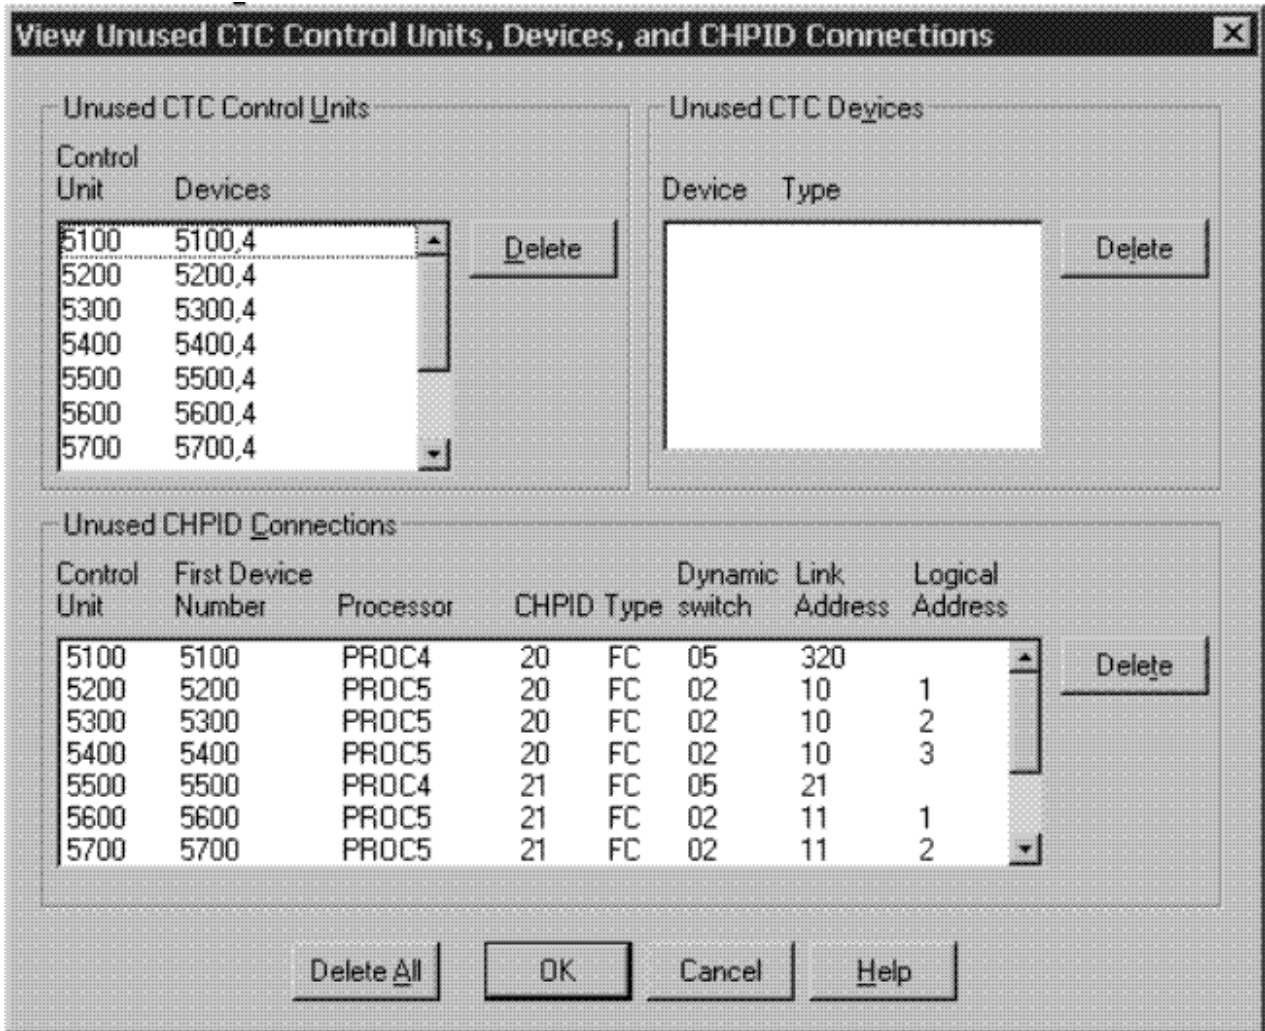 View Unused CTC Control Units, Devices, and CHPID Connections
Unused CTC Control Units
Control
Unit Devices
5100 5100,4
5200 5200,4
5300 5300,4
5400 5400,4
5500 5500,4
5600 5600,4
5700 5700,4
Delete
Unused CTC Devices
Device Type
Delete
Unused CHPID Connections
Control First Device Dynamic Link Logical
Unit Number Processor CHPID Type switch Address Address
5100 5100 PROC4 20 FC 05 320
5200 5200 PROC5 20 FC 02 10 1
5300 5300 PROC5 20 FC 02 10 2
5400 5400 PROC5 20 FC 02 10 3
5500 5500 PROC4 21 FC 05 21
5600 5600 PROC5 21 FC 02 11 1
5700 5700 PROC5 21 FC 02 11 2
Delete
Delete All OK Cancel Help